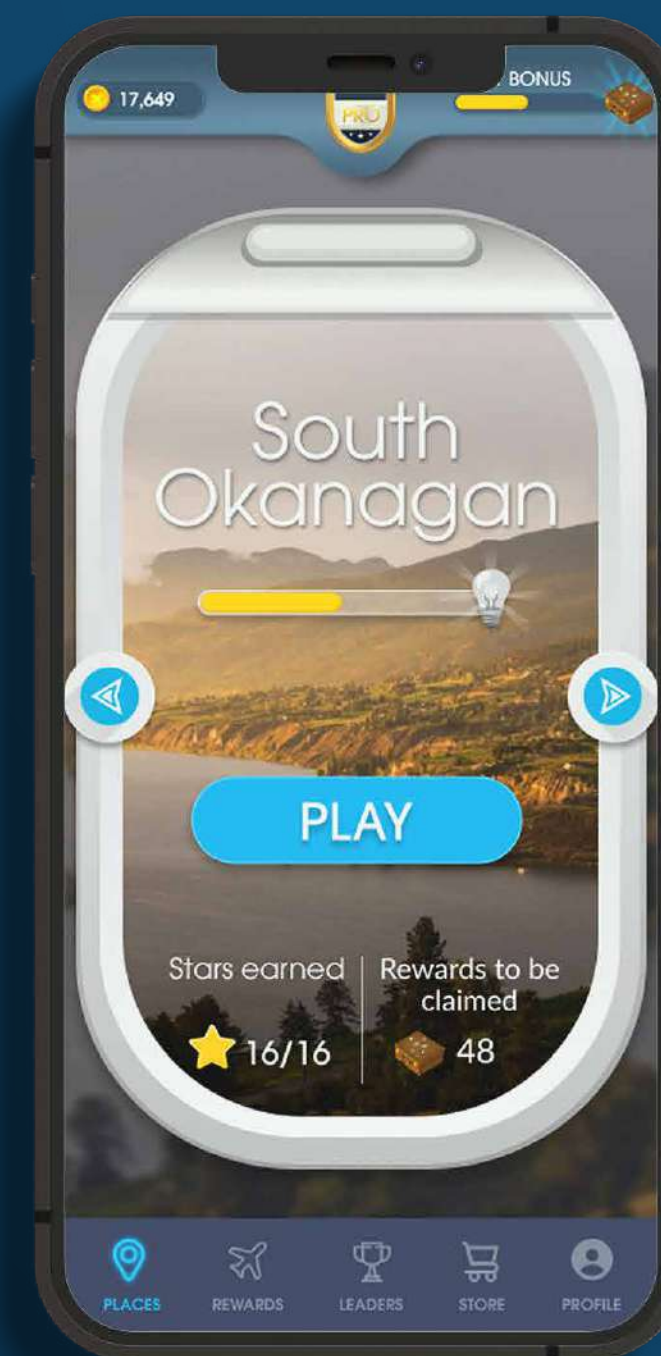 17,649
PRO
BONUS
South
Okanagan
PLAY
Stars earned
Rewards to be
claimed
16/16
48
PLACES
REWARDS
LEADERS
STORE
PROFILE